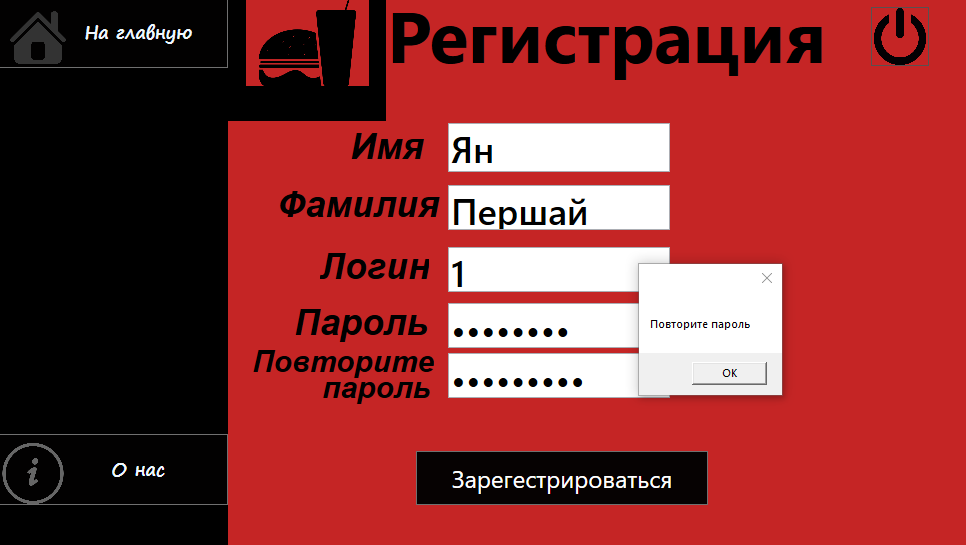 На главную
Регистрация
Имя
Ян
Фамилия
Першай
Логин
1
Пароль
••••••••
Повторите
пароль
•••••••••
Повторите пароль
OK
О нас
Зарегестрироваться